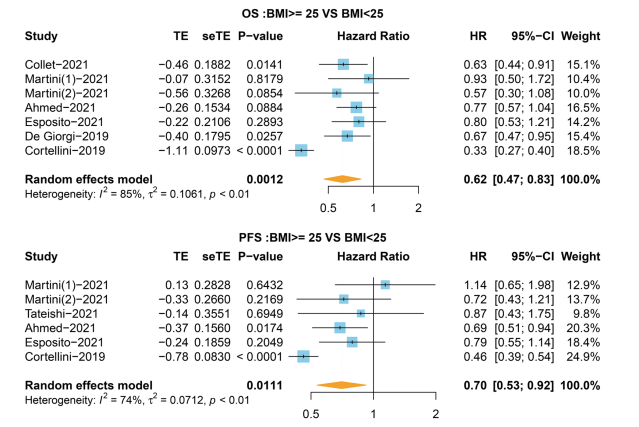 OS :BMI>= 25 VS BMI<25
Study TE seTE P−value Hazard Ratio HR 95%−CI Weight
Collet−2021 −0.46 0.1882 0.0141 0.63 [0.44; 0.91] 15.1%
Martini(1)−2021 −0.07 0.3152 0.8179 0.93 [0.50; 1.72] 10.4%
Martini(2)−2021 −0.56 0.3268 0.0854 0.57 [0.30; 1.08] 10.0%
Ahmed−2021 −0.26 0.1534 0.0884 0.77 [0.57; 1.04] 16.5%
Esposito−2021 −0.22 0.2106 0.2893 0.80 [0.53; 1.21] 14.2%
De Giorgi−2019 −0.40 0.1795 0.0257 0.67 [0.47; 0.95] 15.4%
Cortellini−2019 −1.11 0.0973 < 0.0001 0.33 [0.27; 0.40] 18.5%
Random effects model 0.0012 0.62 [0.47; 0.83] 100.0%
Heterogeneity: I² = 85%, τ² = 0.1061, p < 0.01
0.5 1 2
PFS :BMI>= 25 VS BMI<25
Study TE seTE P−value Hazard Ratio HR 95%−CI Weight
Martini(1)−2021 0.13 0.2828 0.6432 1.14 [0.65; 1.98] 12.9%
Martini(2)−2021 −0.33 0.2660 0.2169 0.72 [0.43; 1.21] 13.7%
Tateishi−2021 −0.14 0.3551 0.6949 0.87 [0.43; 1.75] 9.8%
Ahmed−2021 −0.37 0.1560 0.0174 0.69 [0.51; 0.94] 20.3%
Esposito−2021 −0.24 0.1859 0.2049 0.79 [0.55; 1.14] 18.4%
Cortellini−2019 −0.78 0.0830 < 0.0001 0.46 [0.39; 0.54] 24.9%
Random effects model 0.0111 0.70 [0.53; 0.92] 100.0%
Heterogeneity: I² = 74%, τ² = 0.0712, p < 0.01
0.5 1 2